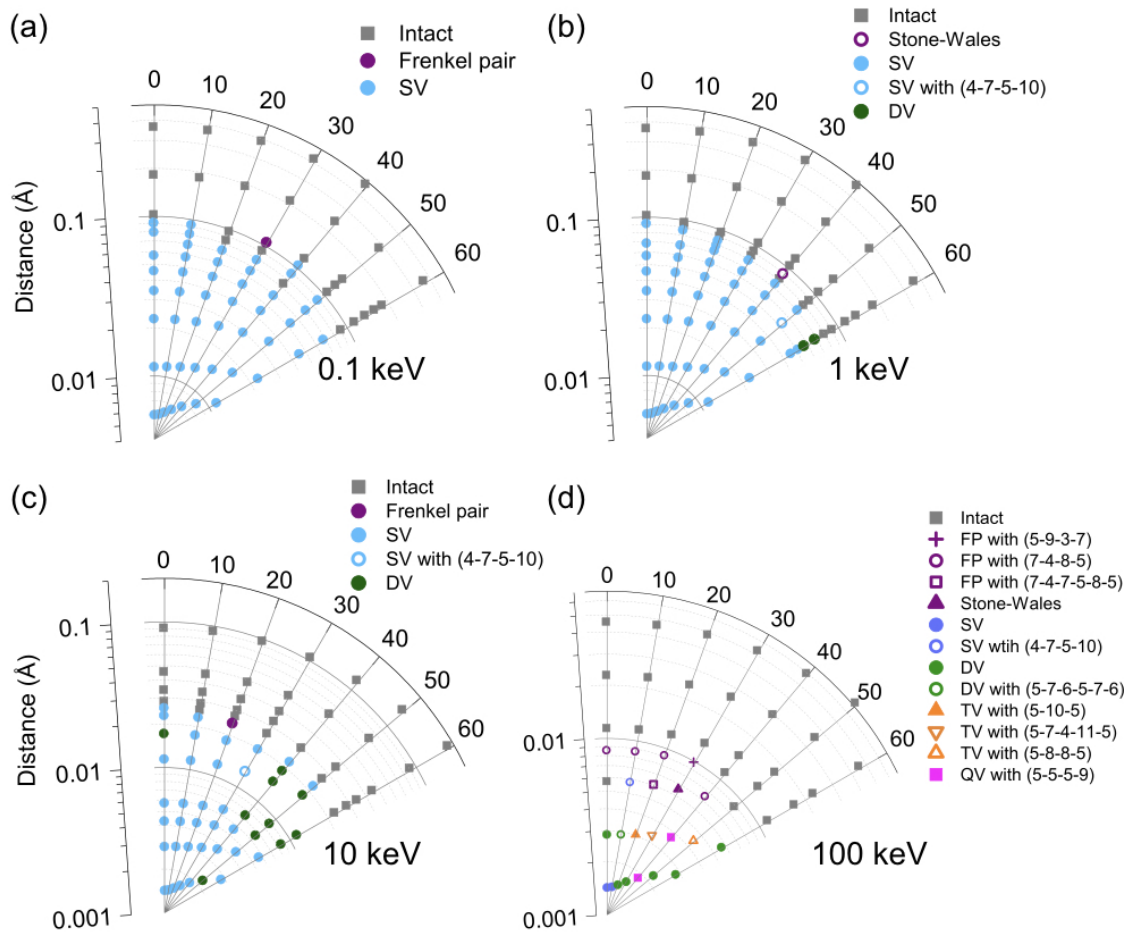 (a)
Intact
Frenkel pair
SV
0
10
20
30
40
50
60
0.1
0.01
Distance (Å)
0.1 keV
(b)
Intact
Stone-Wales
SV
SV with (4-7-5-10)
DV
0
10
20
30
40
50
60
0.1
0.01
1 keV
(c)
Intact
Frenkel pair
SV
SV with (4-7-5-10)
DV
0
10
20
30
40
50
60
0.1
0.01
0.001
Distance (Å)
10 keV
(d)
Intact
FP with (5-9-3-7)
FP with (7-4-8-5)
FP with (7-4-7-5-8-5)
Stone-Wales
SV
SV wtih (4-7-5-10)
DV
DV with (5-7-6-5-7-6)
TV with (5-10-5)
TV with (5-7-4-11-5)
TV with (5-8-8-5)
QV with (5-5-5-9)
0
10
20
30
40
50
60
0.01
0.001
100 keV